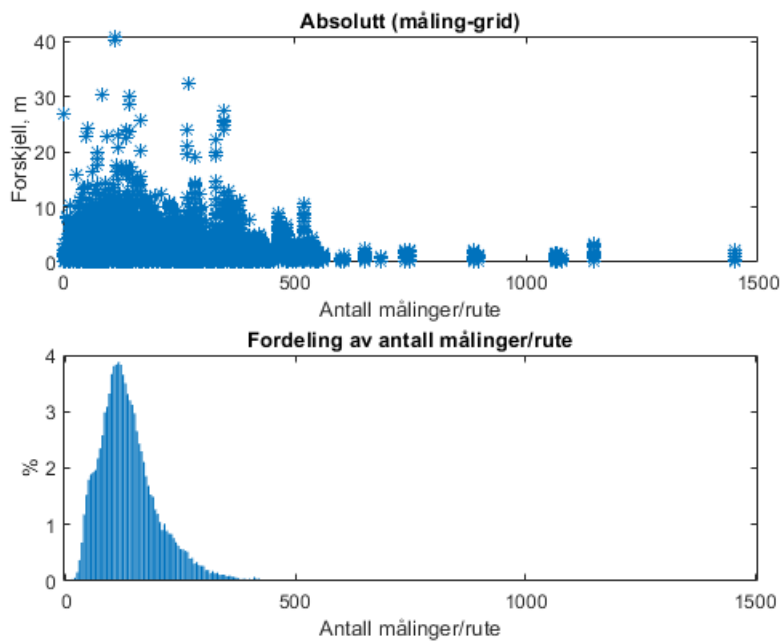 Absolutt (måling-grid)
40
30
20
10
0
Forskjell, m
0 500 1000 1500
Antall målinger/rute
Fordeling av antall målinger/rute
4
3
2
1
0
%
0 500 1000 1500
Antall målinger/rute